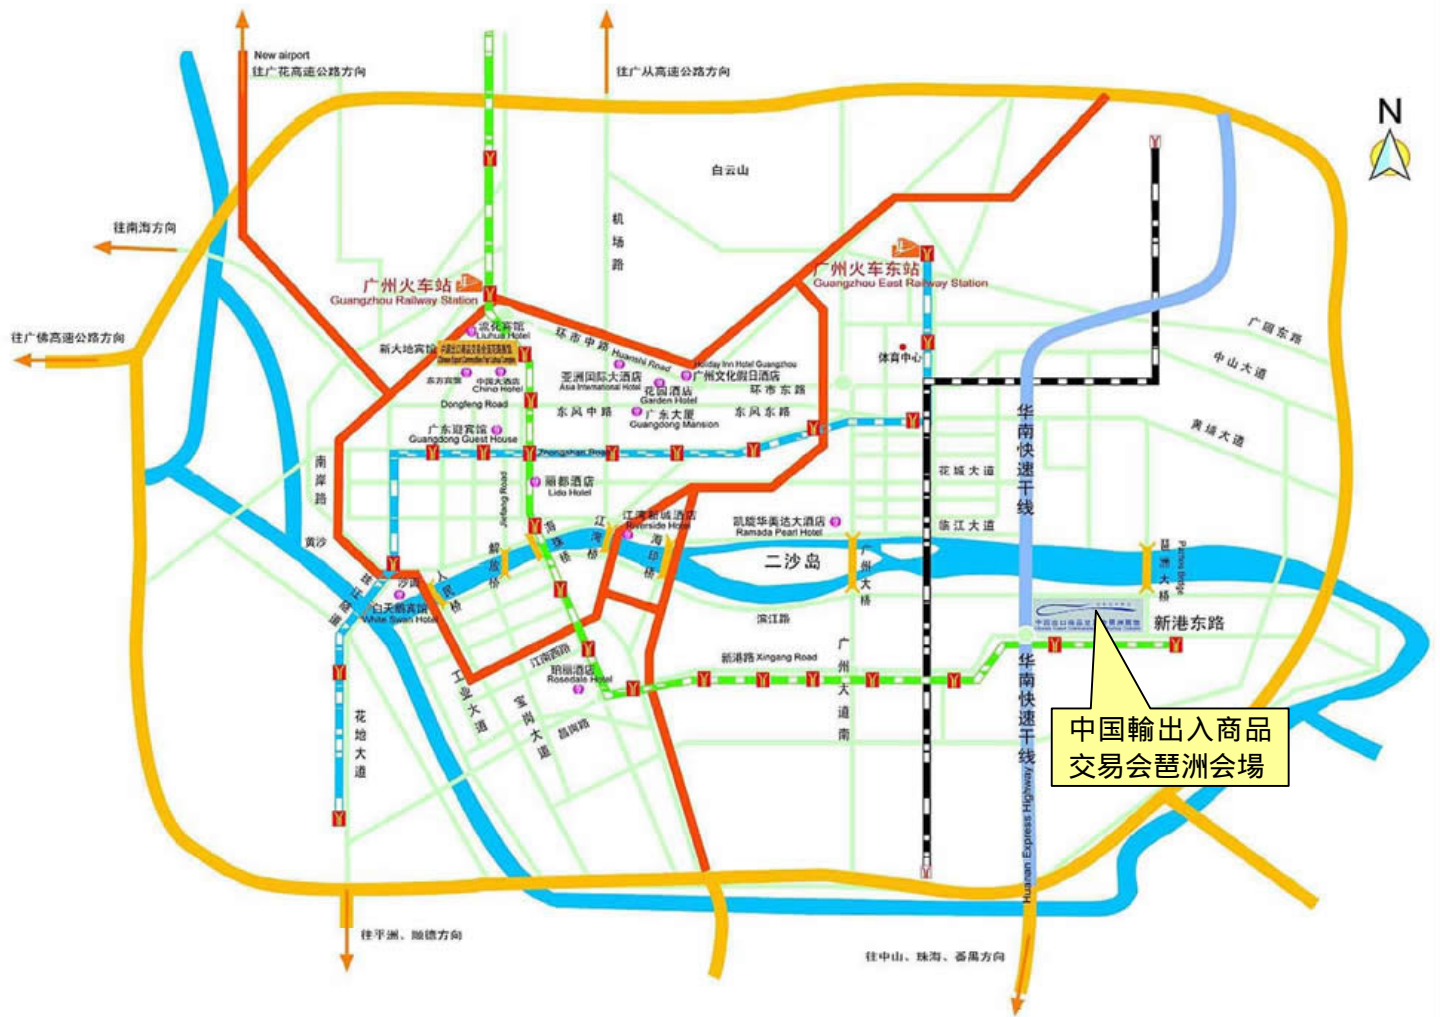 New airport
往广花高速公路方向
往广从高速公路方向
N
白云山
往南海方向
机场路
广州火车站
Guangzhou Railway Station
广州火车东站
Guangzhou East Railway Station
往广佛高速公路方向
流花宾馆
Liuhua Hotel
新大地宾馆
环市中路 Huanshi Road
广园东路
体育中心
中山大道
Holiday Inn Hotel Guangzhou
广州文化假日酒店
亚洲国际大酒店
Asia International Hotel
东方宾馆
中国大酒店
China Hotel
花园酒店
Garden Hotel
环市东路
Dongfeng Road
东风中路
广东大厦
Guangdong Mansion
东风东路
华南快速干线
黄埔大道
广东迎宾馆
Guangdong Guest House
Zhongshan Road
南岸路
花城大道
丽都酒店
Lido Hotel
Jiefang Road
江湾新城酒店
Riverside Hotel
凯旋华美达大酒店
Ramada Pearl Hotel
临江大道
黄沙
解放桥
海珠桥
江湾桥
海印桥
二沙岛
广州大桥
琶洲大桥
沙面
人民桥
珠江隧道
白天鹅宾馆
White Swan Hotel
滨江路
新港东路
江南西路
新港路 Xingang Road
广州大道南
华南快速干线
工业大道
Rosedale Hotel
宝岗大道
昌岗路
花地大道
中国輸出入商品
交易会琶洲会場
Huanan Express Highway
往平洲、顺德方向
往中山、珠海、番禺方向